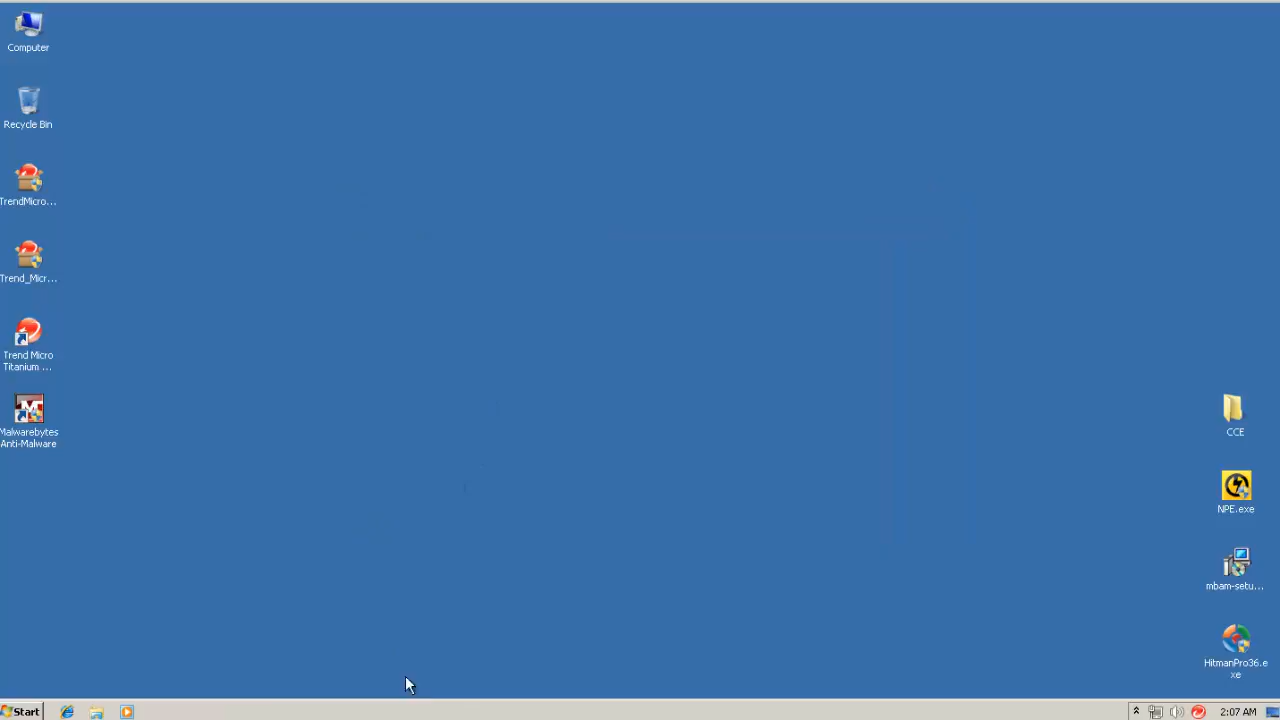 Computer
Recycle Bin
TrendMicro...
Trend_Micr...
Trend Micro
Titanium ...
Malwarebytes
Anti-Malware
CCE
NPE.exe
mbam-setu...
HitmanPro36.e
xe
Start
2:07 AM